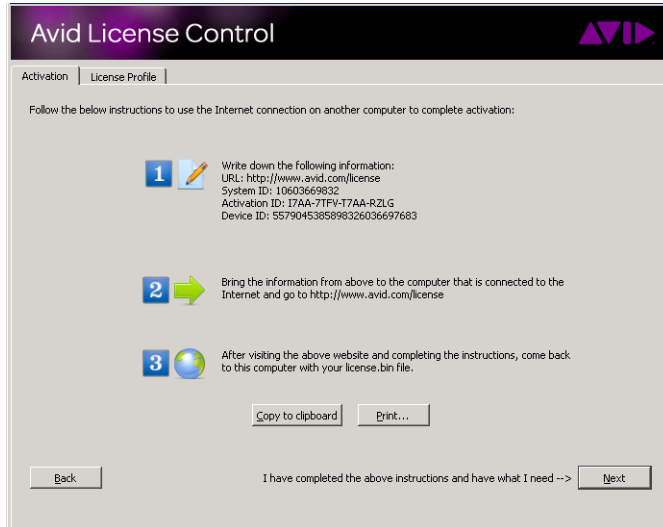 Avid License Control
AVID
Activation
License Profile
Follow the below instructions to use the Internet connection on another computer to complete activation:
1
Write down the following information:
URL: http://www.avid.com/license
System ID: 10603669832
Activation ID: I7AA-7TFV-T7AA-RZLG
Device ID: 5579045385898326036697683
2
Bring the information from above to the computer that is connected to the
Internet and go to http://www.avid.com/license
3
After visiting the above website and completing the instructions, come back
to this computer with your license.bin file.
Copy to clipboard
Print...
Back
I have completed the above instructions and have what I need -->
Next